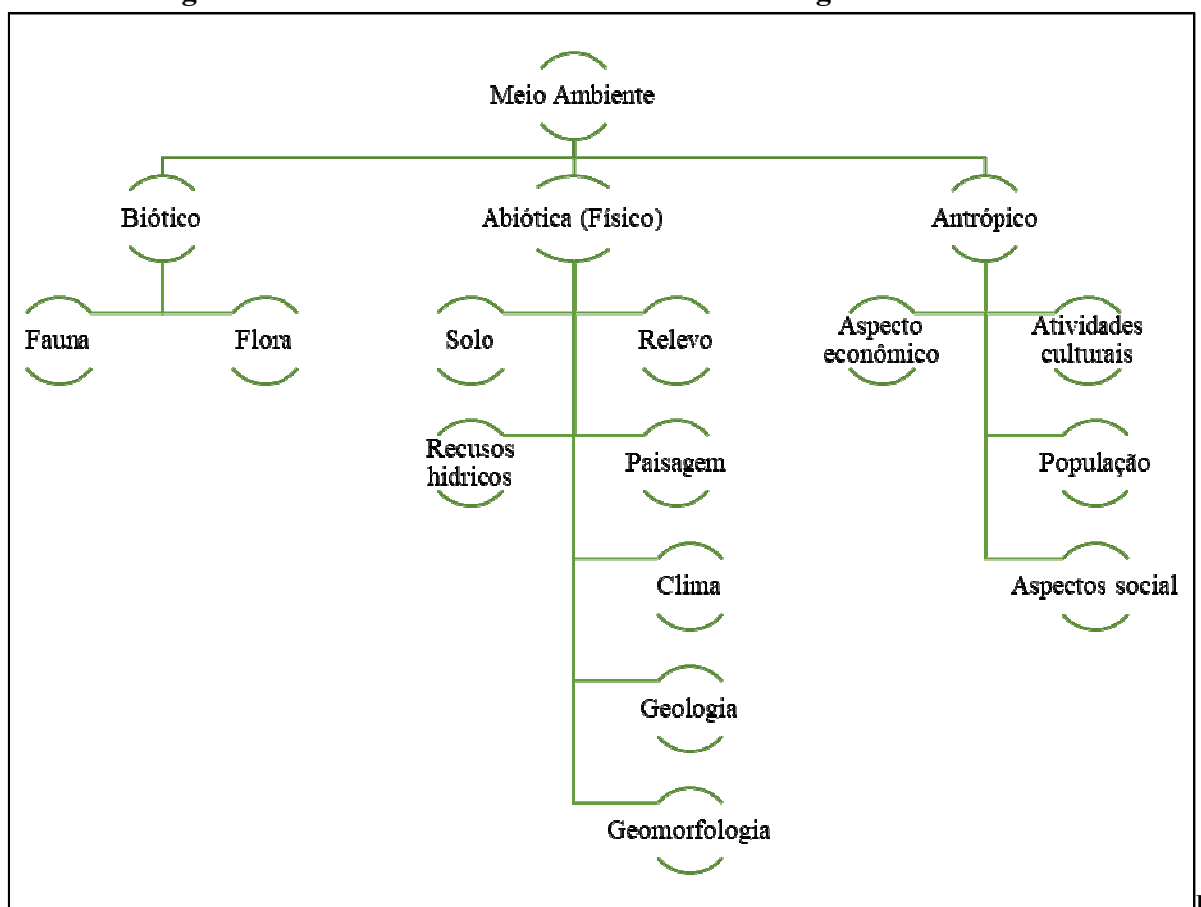 Meio Ambiente
Biótico
Abiótica (Físico)
Antrópico
Fauna
Flora
Solo
Relevo
Aspecto
econômico
Atividades
culturais
Recusos
hídricos
Paisagem
População
Clima
Aspectos social
Geologia
Geomorfologia